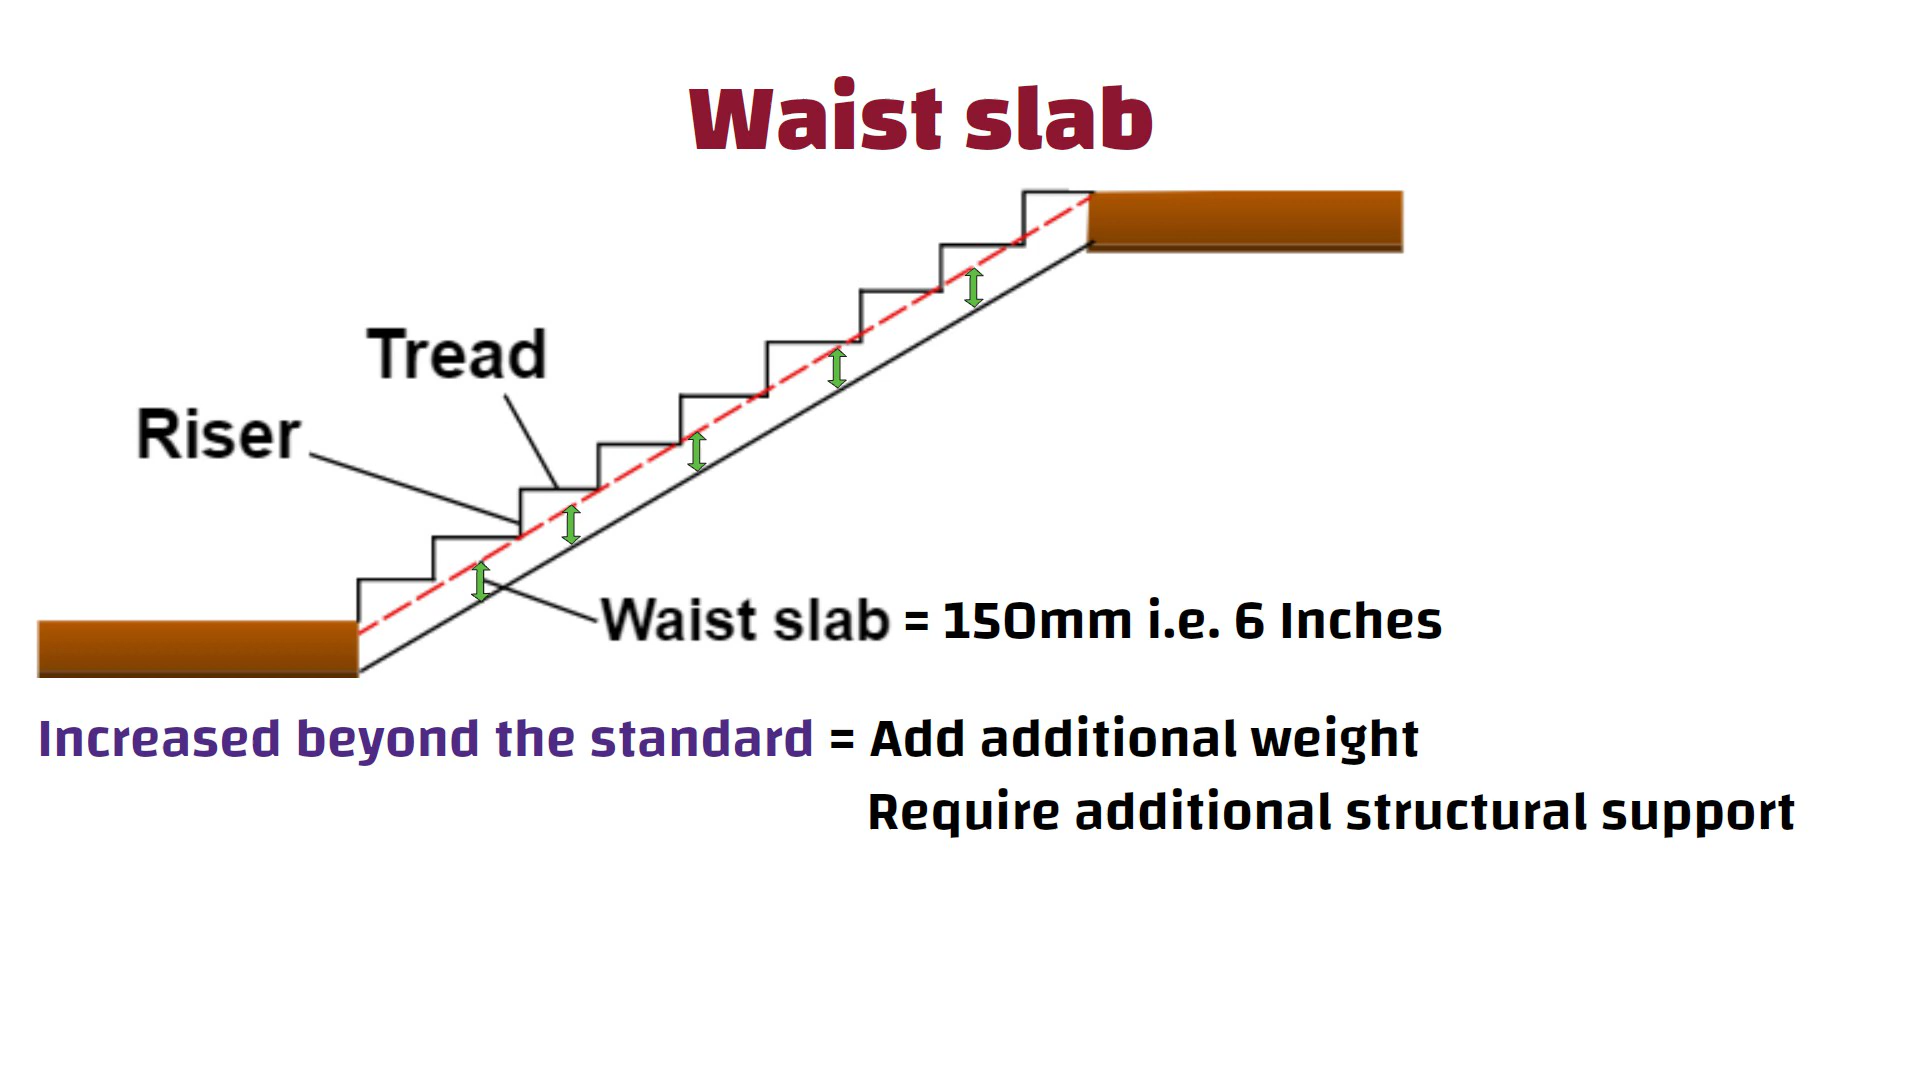 Waist slab
Tread
Riser
Waist slab = 150mm i.e. 6 Inches
Increased beyond the standard = Add additional weight
Require additional structural support